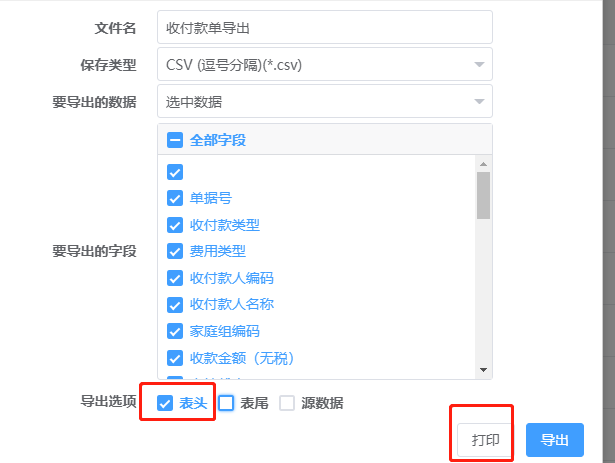 文件名 收付款单导出
保存类型 CSV (逗号分隔)(*.csv)
要导出的数据 选中数据
全部字段
单据号
收付款类型
费用类型
要导出的字段 收付款人编码
收付款人名称
家庭组编码
收款金额（无税）
导出选项 表头 表尾 源数据
打印 导出